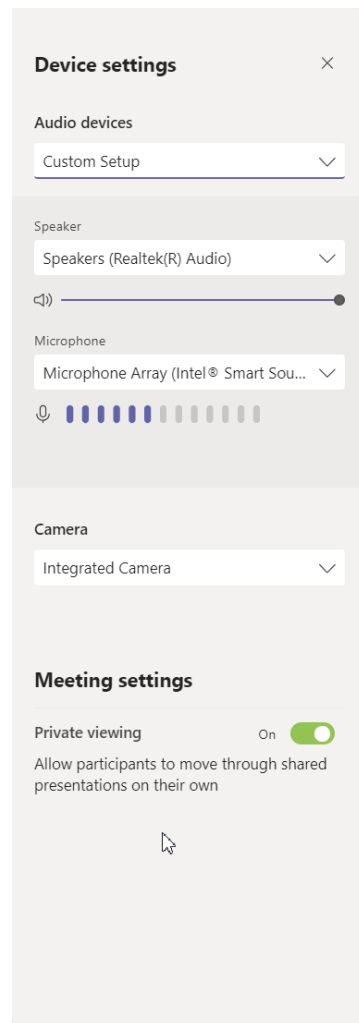 Device settings
Audio devices
Custom Setup
Speaker
Speakers (Realtek(R) Audio)
Microphone
Microphone Array (Intel® Smart Sou...
Camera
Integrated Camera
Meeting settings
Private viewing On
Allow participants to move through shared
presentations on their own